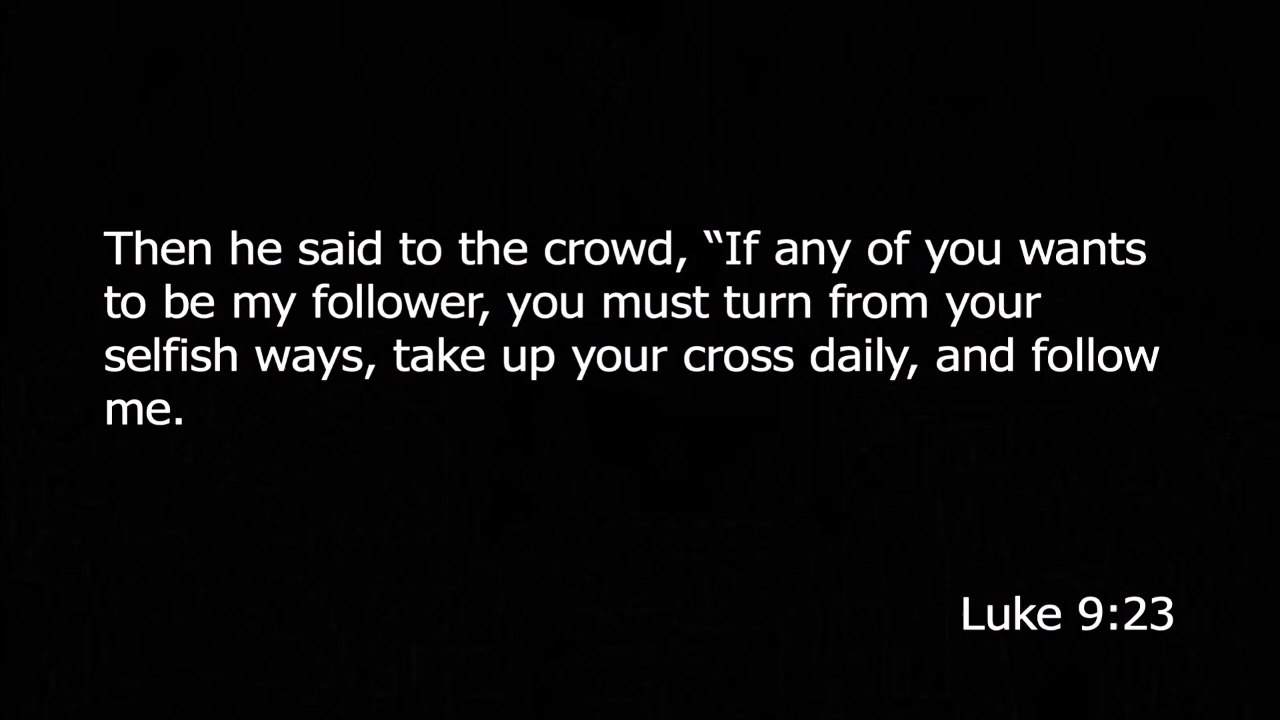 Then he said to the crowd, “If any of you wants
to be my follower, you must turn from your
selfish ways, take up your cross daily, and follow
me.
Luke 9:23